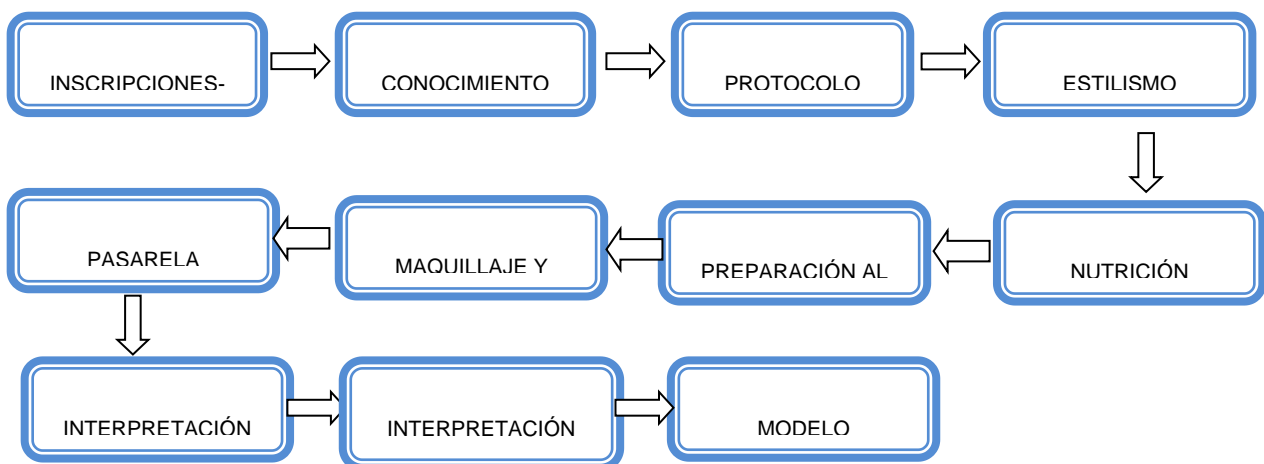 INSCRIPCIONES-
CONOCIMIENTO
PROTOCOLO
ESTILISMO
NUTRICIÓN
PREPARACIÓN AL
MAQUILLAJE Y
PASARELA
INTERPRETACIÓN
INTERPRETACIÓN
MODELO